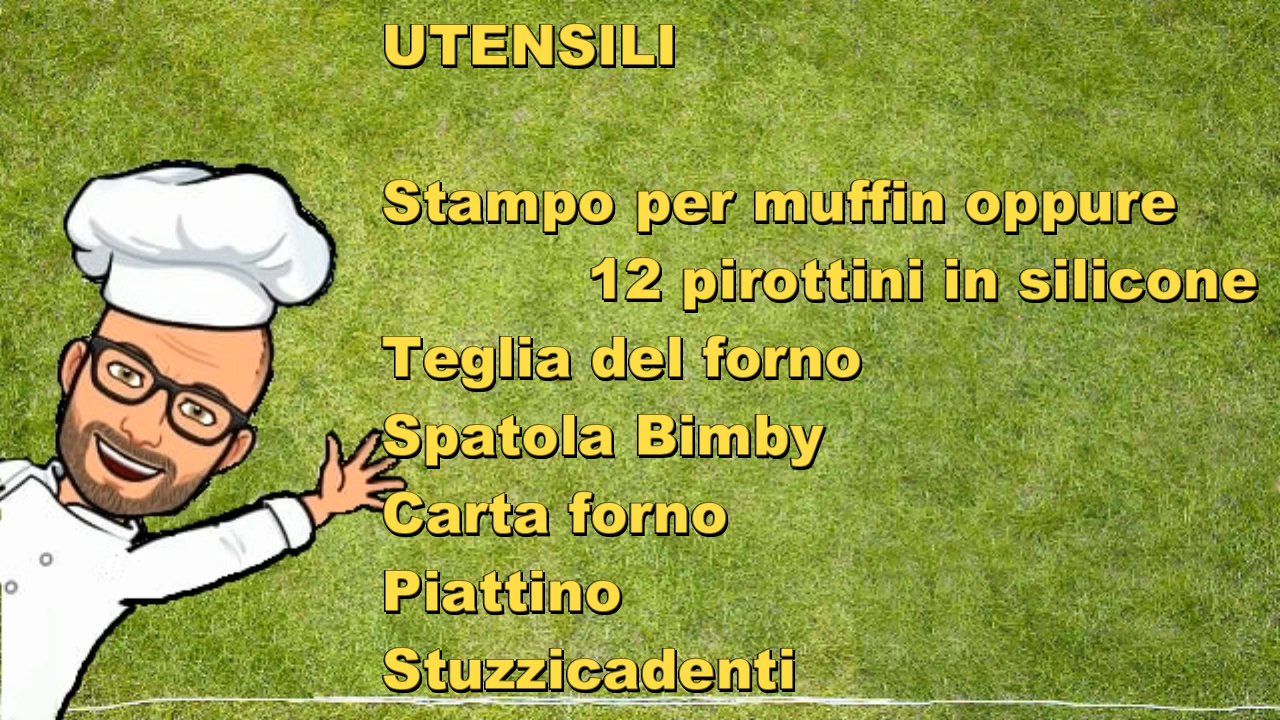 UTENSILI
Stampo per muffin oppure
12 pirottini in silicone
Teglia del forno
Spatola Bimby
Carta forno
Piattino
Stuzzicadenti